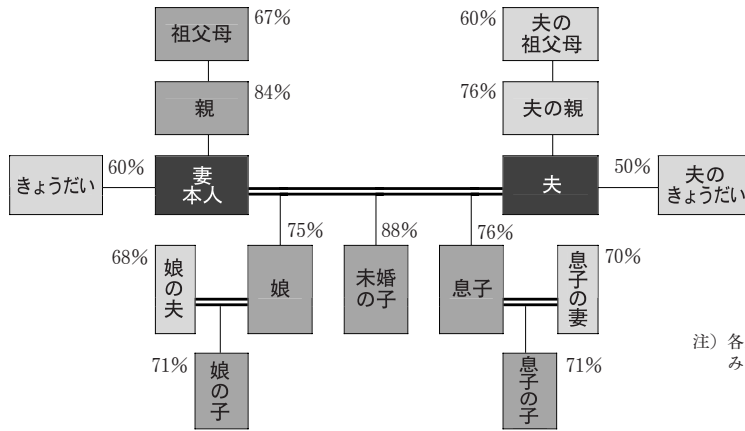 祖父母
67%
60%
夫の
祖父母
親
84%
76%
夫の親
きょうだい
60%
妻
本人
夫
50%
夫の
きょうだい
75%
88%
76%
68%
娘の夫
娘
未婚
の子
息子
息子の妻
70%
71%
娘の子
息子の子
71%
注）各
み